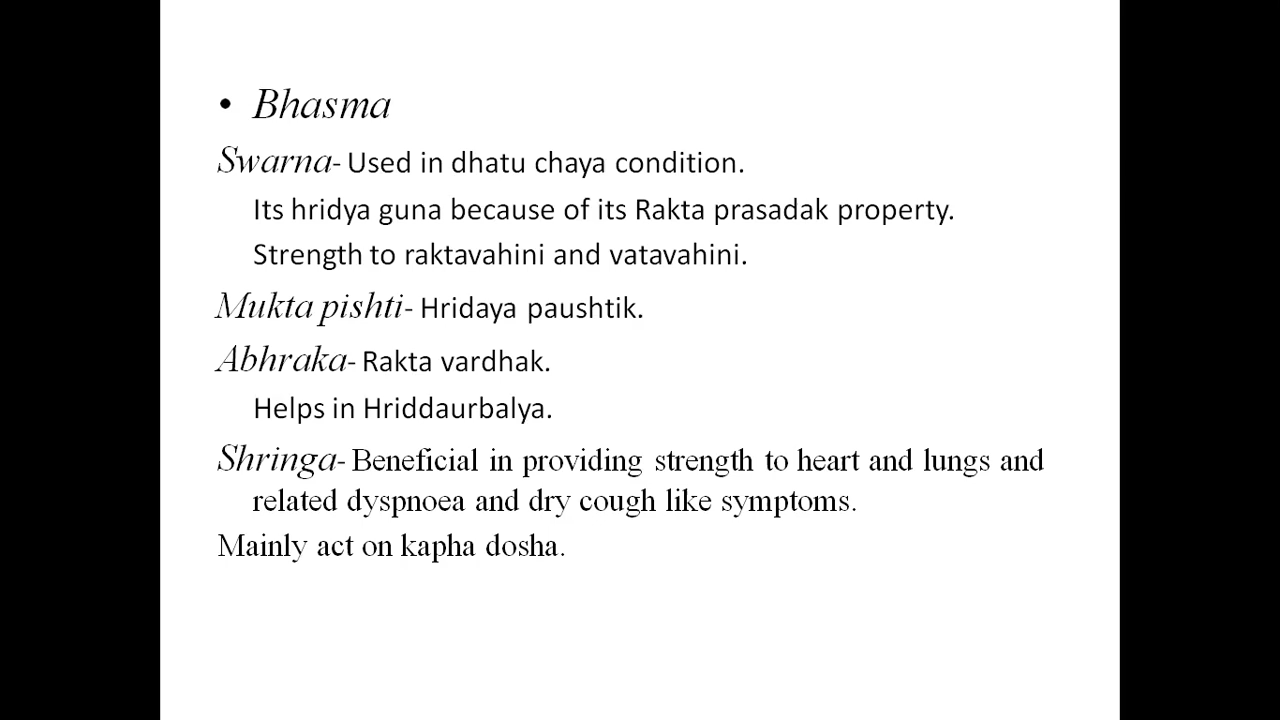 • Bhasma
Swarna- Used in dhatu chaya condition.
Its hridya guna because of its Rakta prasadak property.
Strength to raktavahini and vatavahini.
Mukta pishti- Hridaya paushtik.
Abhraka- Rakta vardhak.
Helps in Hriddaurbalya.
Shringa- Beneficial in providing strength to heart and lungs and
related dyspnoea and dry cough like symptoms.
Mainly act on kapha dosha.